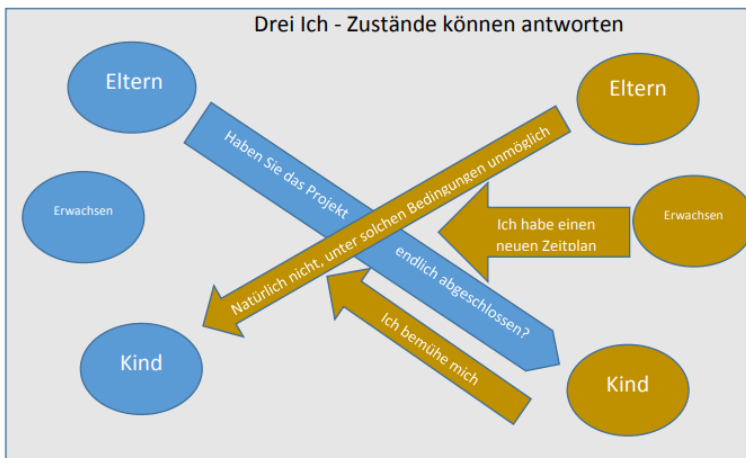 Drei Ich - Zustände können antworten
Eltern
Eltern
Haben Sie das Projekt
endlich abgeschlossen?
Natürlich nicht, unter solchen Bedingungen unmöglich
Erwachsen
Ich habe einen
neuen Zeitplan
Erwachsen
Ich bemühe mich
Kind
Kind